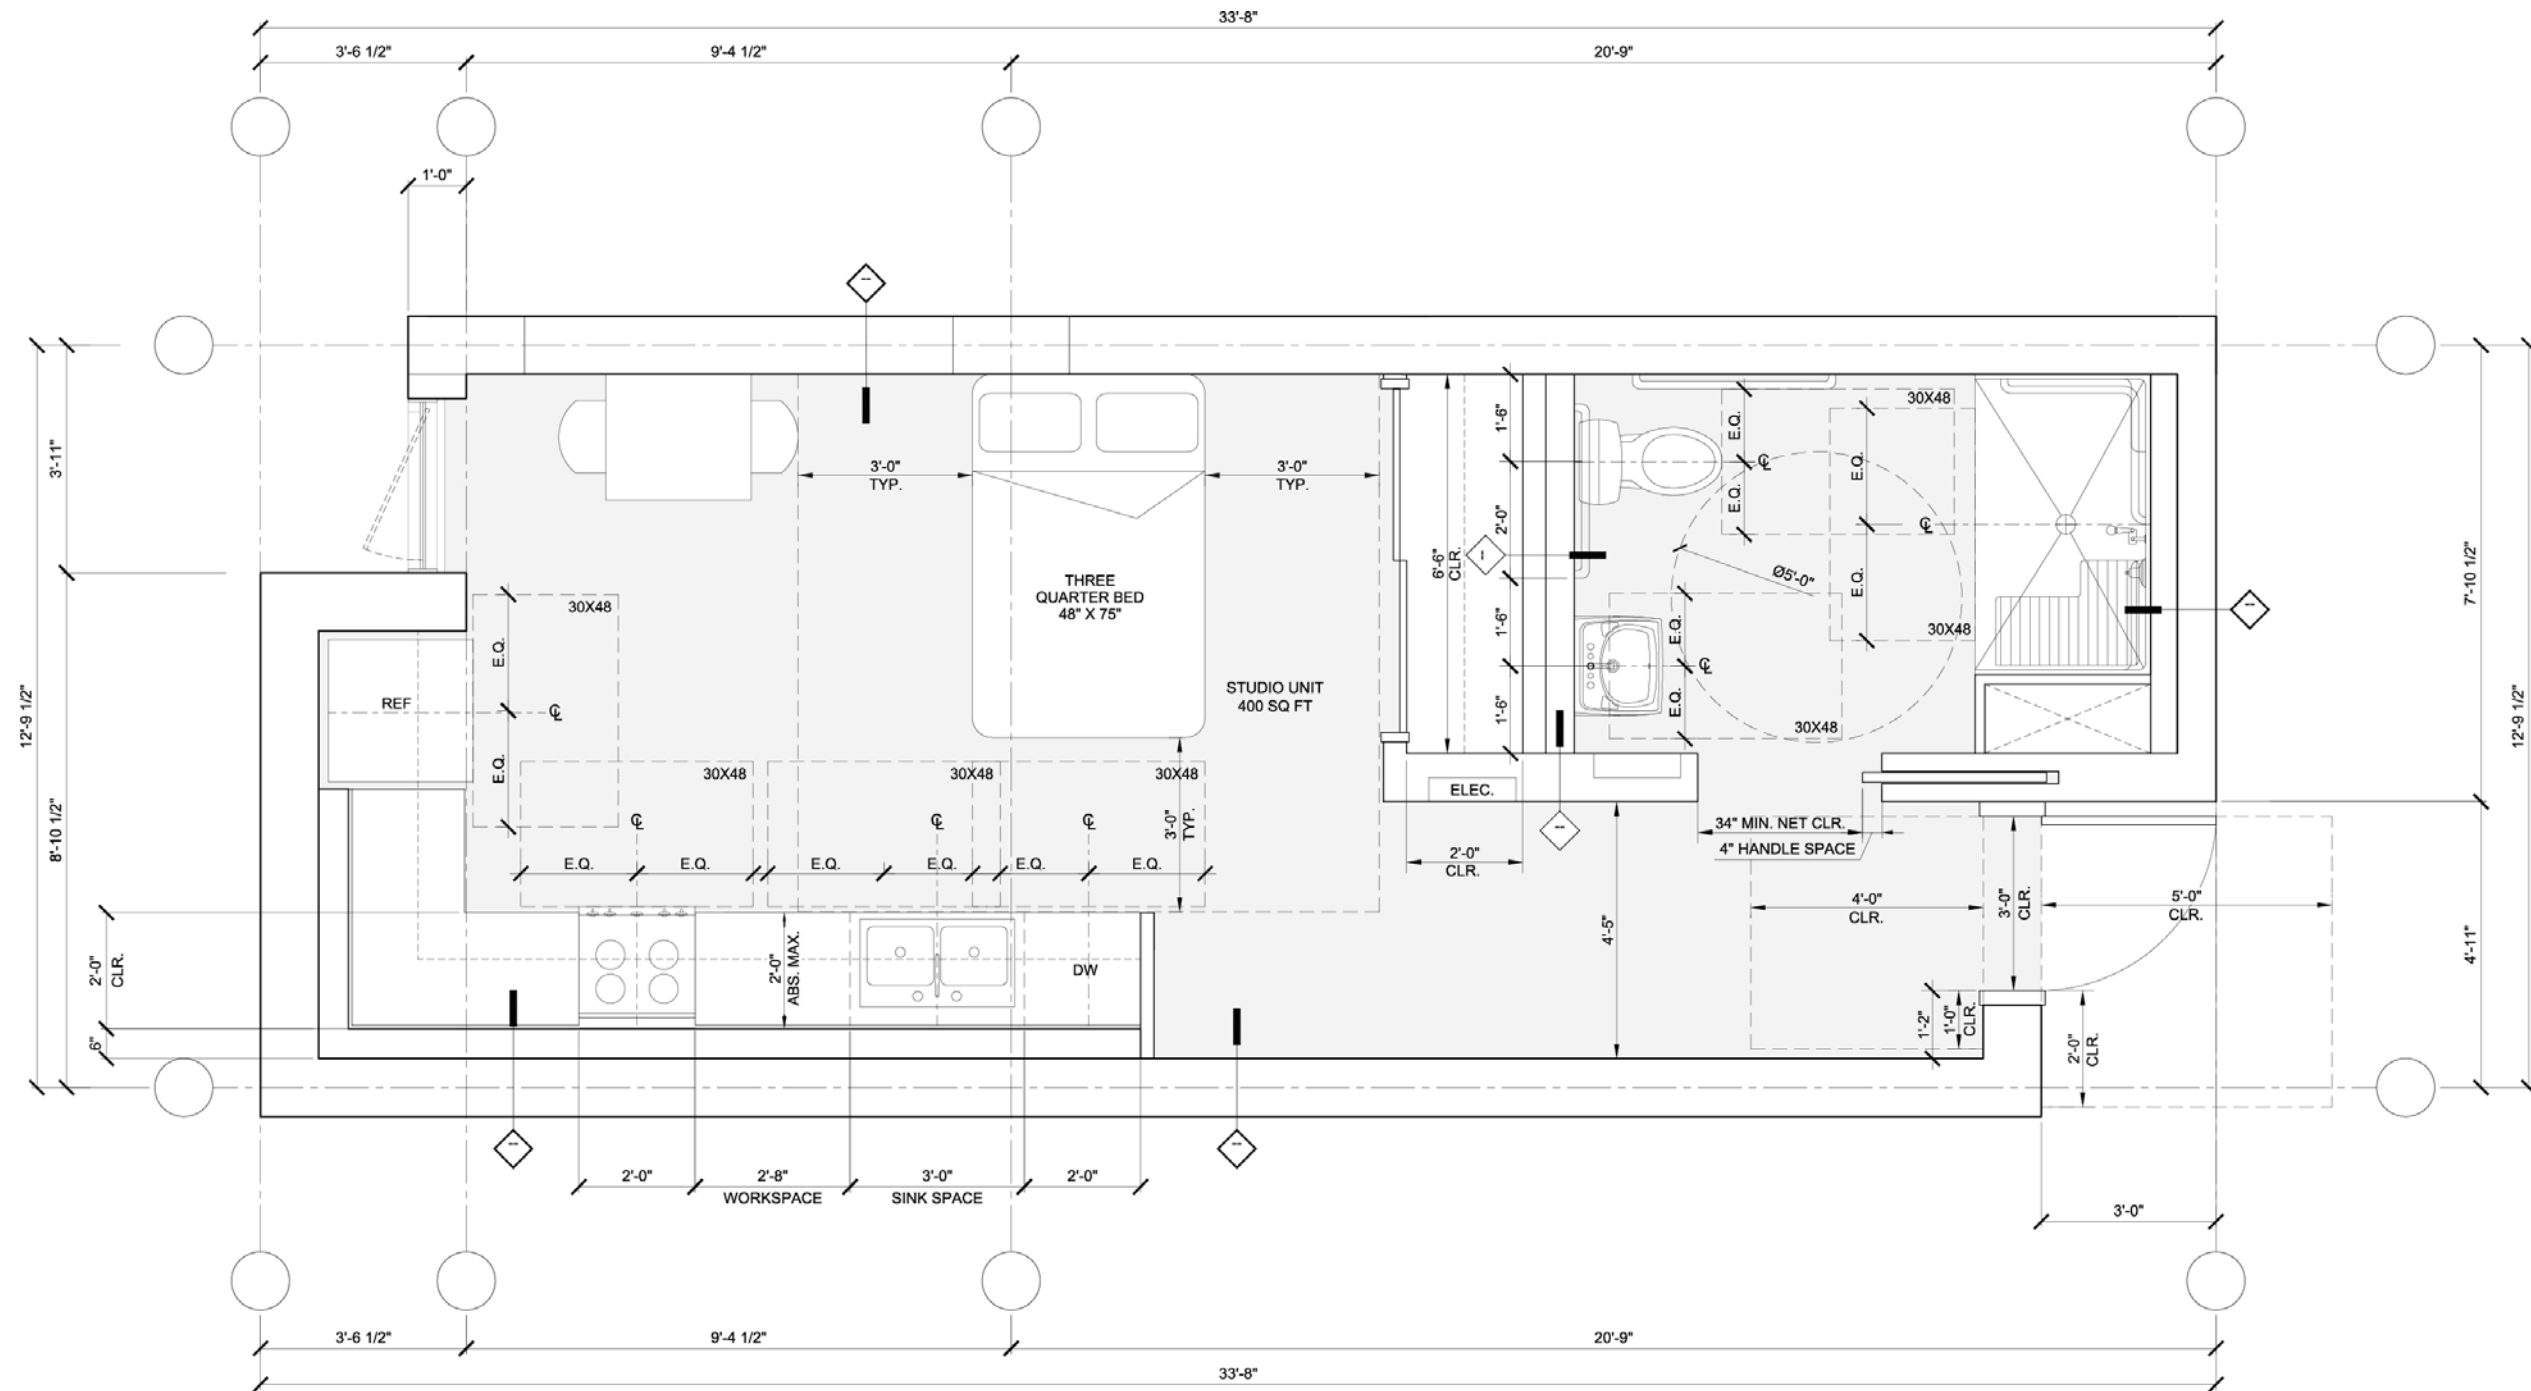 33'-8"
3'-6 1/2"
9'-4 1/2"
20'-9"
1'-0"
--
3'-11"
8'-10 1/2"
12'-9 1/2"
3'-0"
TYP.
3'-0"
TYP.
THREE
QUARTER BED
48" X 75"
STUDIO UNIT
400 SQ FT
REF
30X48
E.Q.
E.Q.
℄
30X48
30X48
30X48
℄
℄
℄
E.Q.
E.Q.
E.Q.
E.Q.
E.Q.
E.Q.
3'-0"
TYP.
2'-0"
CLR.
6"
2'-0"
ABS. MAX.
DW
--
--
6'-6"
CLR.
1'-6"
2'-0"
1'-6"
1'-6"
--
ELEC.
--
2'-0"
CLR.
30X48
E.Q.
E.Q.
℄
E.Q.
E.Q.
℄
Ø5'-0"
30X48
E.Q.
E.Q.
℄
30X48
--
34" MIN. NET CLR.
4" HANDLE SPACE
4'-5"
4'-0"
CLR.
3'-0"
CLR.
5'-0"
CLR.
1'-2"
1'-0"
CLR.
2'-0"
CLR.
7'-10 1/2"
4'-11"
12'-9 1/2"
2'-0"
2'-8"
WORKSPACE
3'-0"
SINK SPACE
2'-0"
3'-0"
3'-6 1/2"
9'-4 1/2"
20'-9"
33'-8"